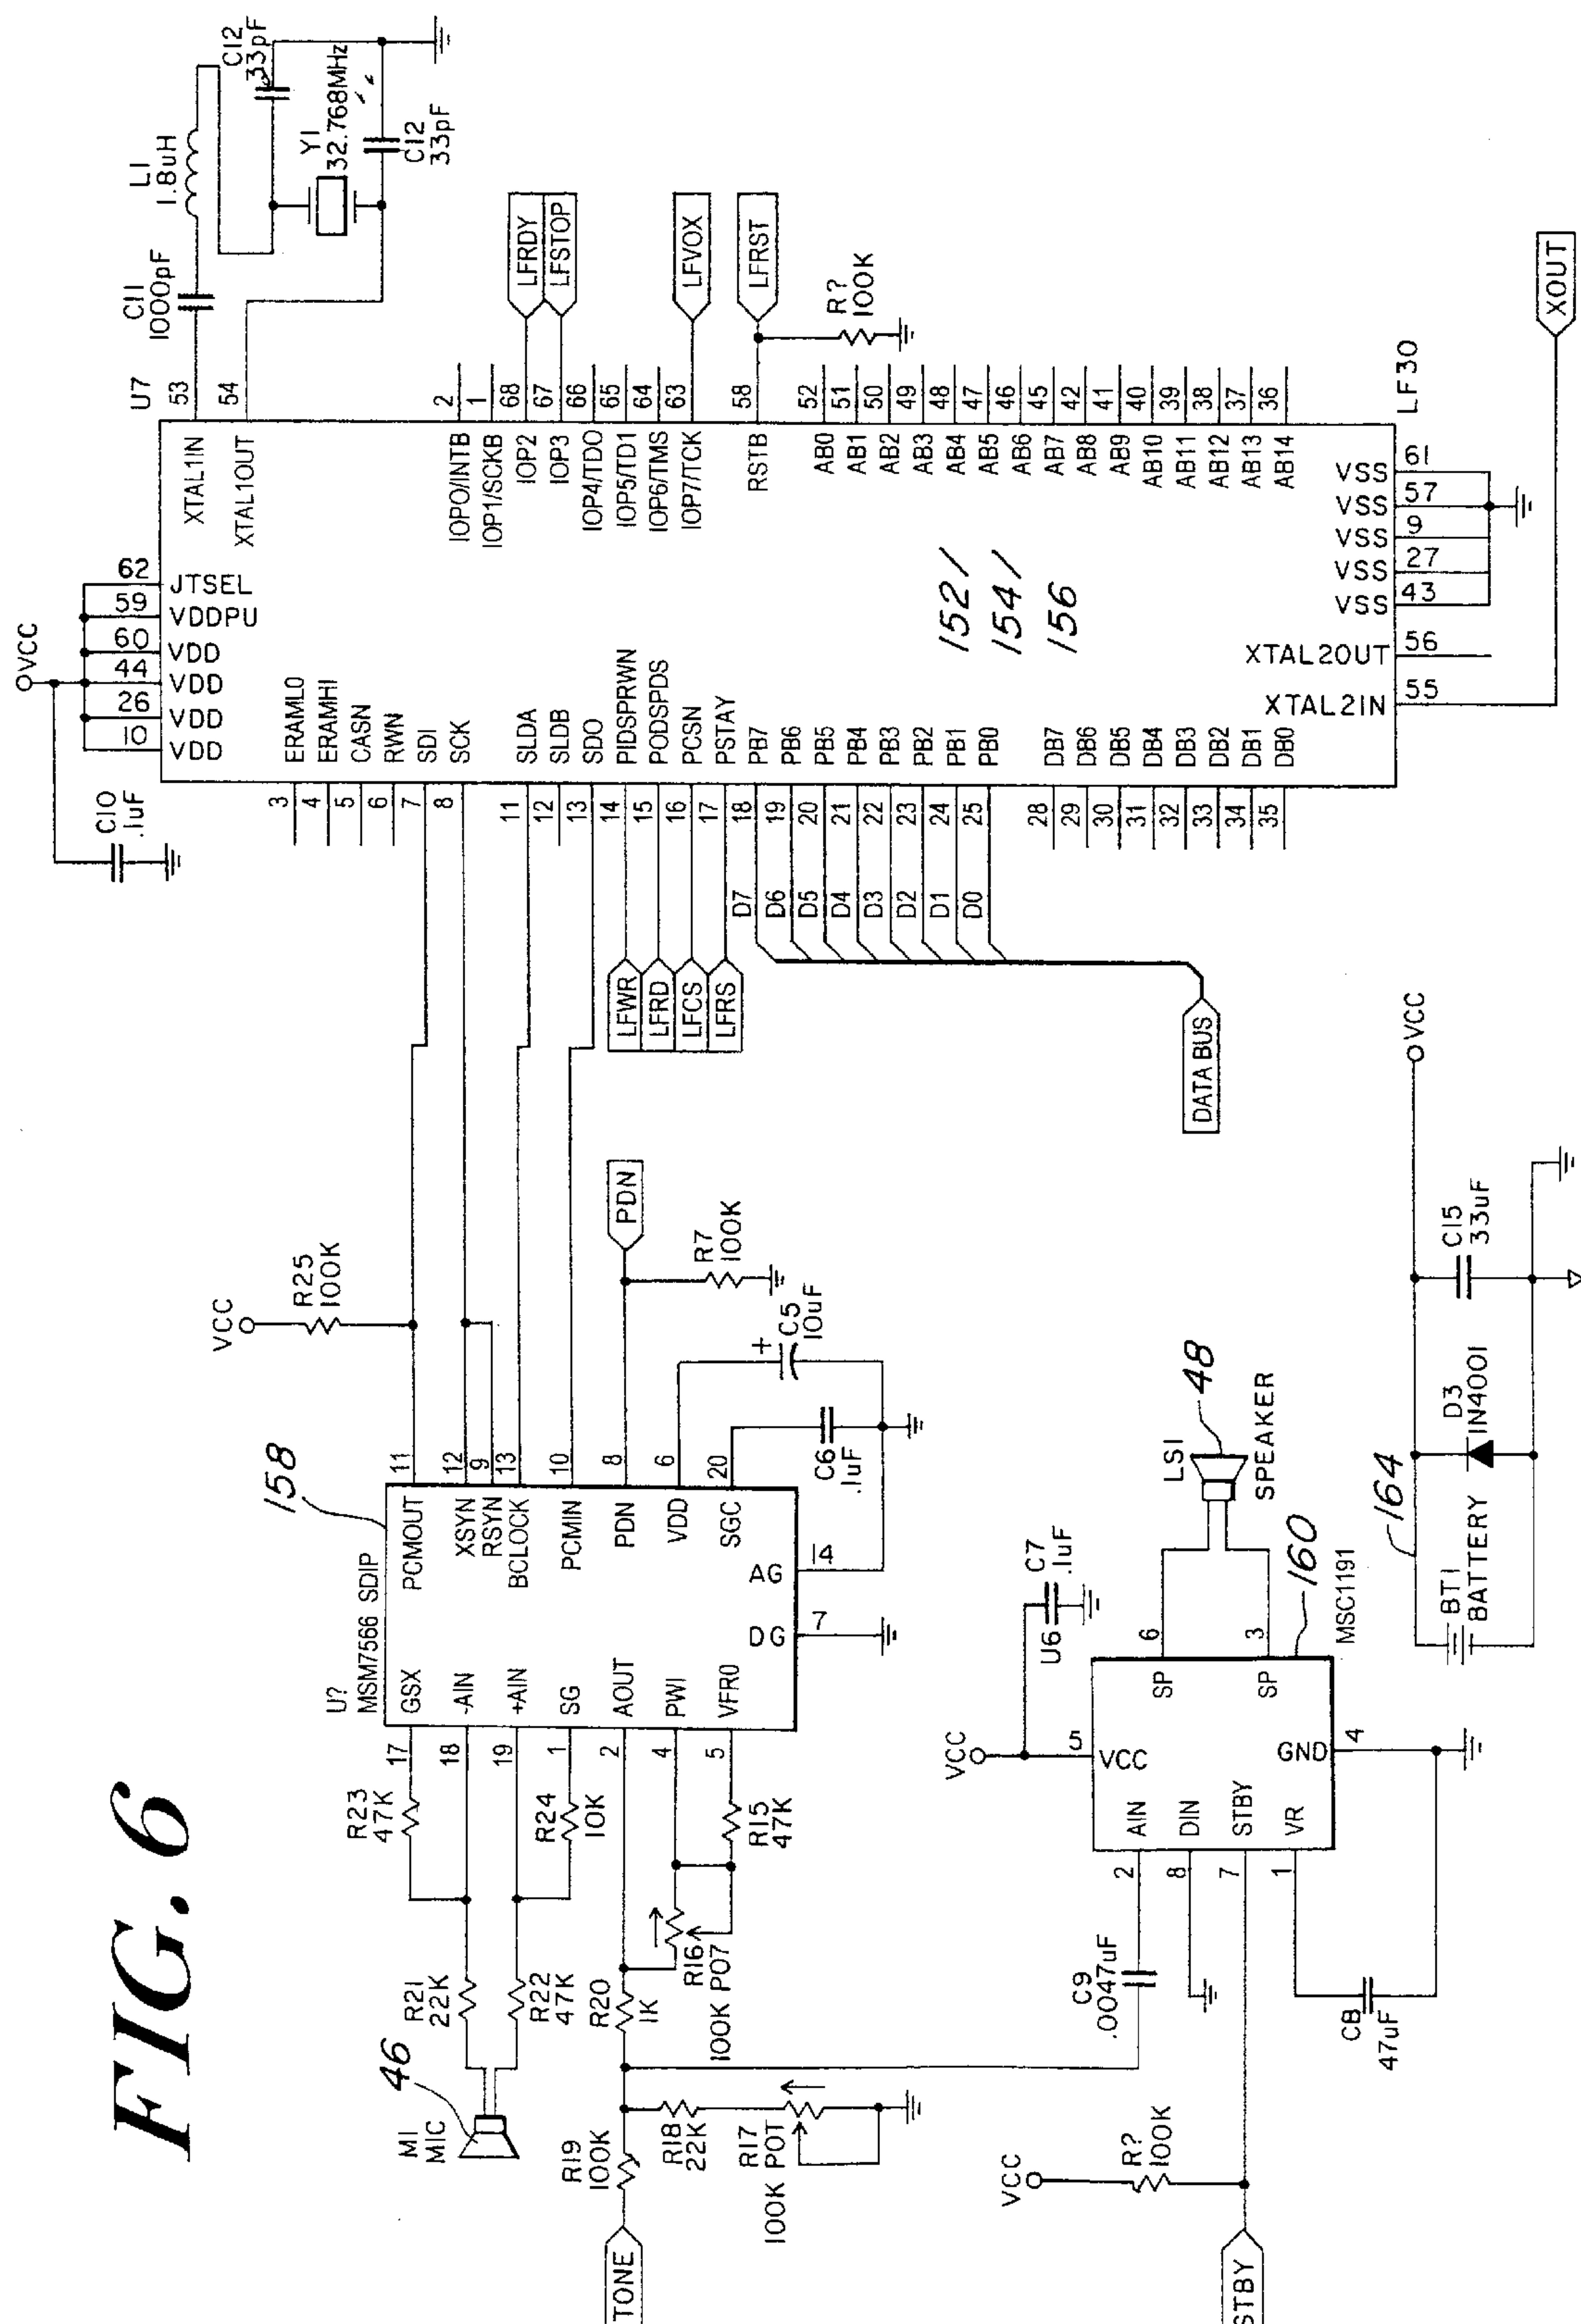 FIG. 6
TONE
R19
100K
R18
22K
R17
100K POT
R20
1K
R16
100K PO7
M1
MIC
46
R21
22K
R22
47K
R23
47K
R24
10K
R15
47K
U?
MSM7566 SDIP
158
17
GSX
18
-AIN
19
+AIN
1
SG
2
AOUT
4
PWI
5
VFRO
PCMOUT
11
XSYN
12
RSYN
9
BCLOCK
13
PCMIN
10
PDN
8
VDD
6
SGC
20
DG
7
AG
14
VCC
R25
100K
PDN
R7
100K
+
C5
10uF
C6
.1uF
STBY
VCC
R?
100K
C9
.0047uF
C8
47uF
VCC
C7
.1uF
U6
5
VCC
2
AIN
8
DIN
7
STBY
1
VR
SP
6
SP
3
GND
4
160
MSC1191
LS1
48
SPEAKER
164
BT1
BATTERY
D3
IN4001
C15
33uF
VCC
DATA BUS
LFWR
LFRD
LFCS
LFRS
D7
D6
D5
D4
D3
D2
D1
D0
C10
.1uF
VCC
10
VDD
26
VDD
44
VDD
60
VDD
59
VDDPU
62
JTSEL
3
ERAML0
4
ERAMHI
5
CASN
6
RWN
7
SDI
8
SCK
11
SLDA
12
SLDB
13
SDO
14
PIDSPRWN
15
PODSPDS
16
PCSN
17
PSTAY
18
PB7
19
PB6
20
PB5
21
PB4
22
PB3
23
PB2
24
PB1
25
PB0
28
DB7
29
DB6
30
DB5
31
DB4
32
DB3
33
DB2
34
DB1
35
DB0
152/
154/
156
XTAL2IN
55
XTAL2OUT
56
VSS
43
VSS
27
VSS
9
VSS
57
VSS
61
U7
XTAL1IN
53
XTAL1OUT
54
IOPO/INTB
2
IOP1/SCKB
1
IOP2
68
IOP3
67
IOP4/TDO
66
IOP5/TD1
65
IOP6/TMS
64
IOP7/TCK
63
RSTB
58
AB0
52
AB1
51
AB2
50
AB3
49
AB4
48
AB5
47
AB6
46
AB7
45
AB8
42
AB9
41
AB10
40
AB11
39
AB12
38
AB13
37
AB14
36
LF30
C11
1000pF
L1
1.8uH
C12
33pF
Y1
32.768MHz
C12
33pF
LFRDY
LFSTOP
LFVOX
LFRST
R?
100K
XOUT